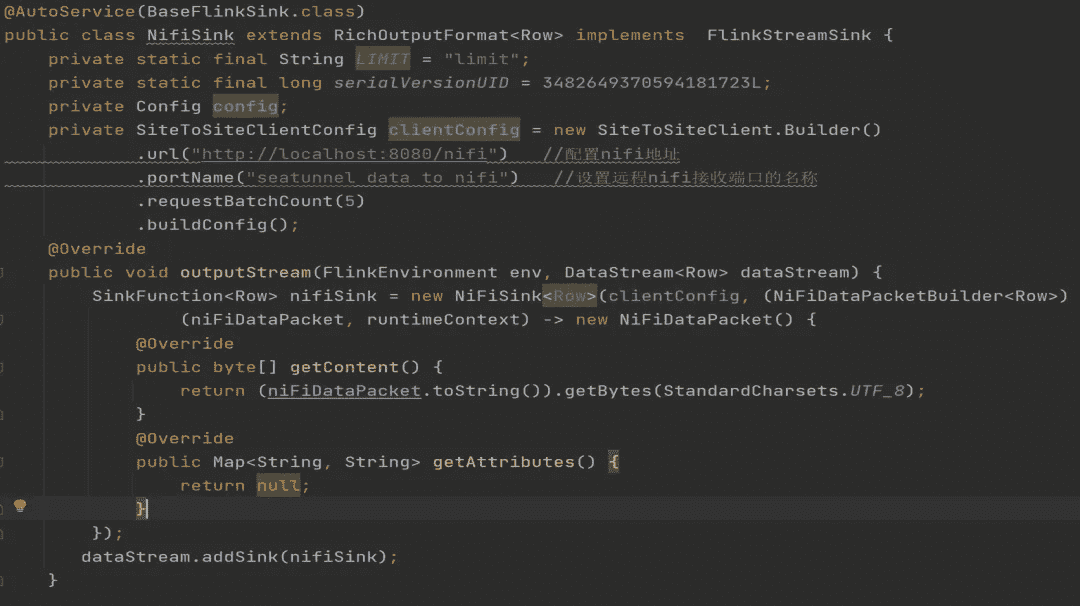 @AutoService(BaseFlinkSink.class)
public class NifiSink extends RichOutputFormat<Row> implements  FlinkStreamSink {
    private static final String LIMIT = "limit";
    private static final long serialVersionUID = 3482649370594181723L;
    private Config config;
    private SiteToSiteClientConfig clientConfig = new SiteToSiteClient.Builder()
            .url("http://localhost:8080/nifi")   //配置nifi地址
            .portName("seatunnel data to nifi")   //设置远程nifi接收端口的名称
            .requestBatchCount(5)
            .buildConfig();
    @Override
    public void outputStream(FlinkEnvironment env, DataStream<Row> dataStream) {
        SinkFunction<Row> nifiSink = new NiFiSink<Row>(clientConfig, (NiFiDataPacketBuilder<Row>)
                (niFiDataPacket, runtimeContext) -> new NiFiDataPacket() {
            @Override
            public byte[] getContent() {
                return (niFiDataPacket.toString()).getBytes(StandardCharsets.UTF_8);
            }
            @Override
            public Map<String, String> getAttributes() {
                return null;
            }
        });
       dataStream.addSink(nifiSink);
    }